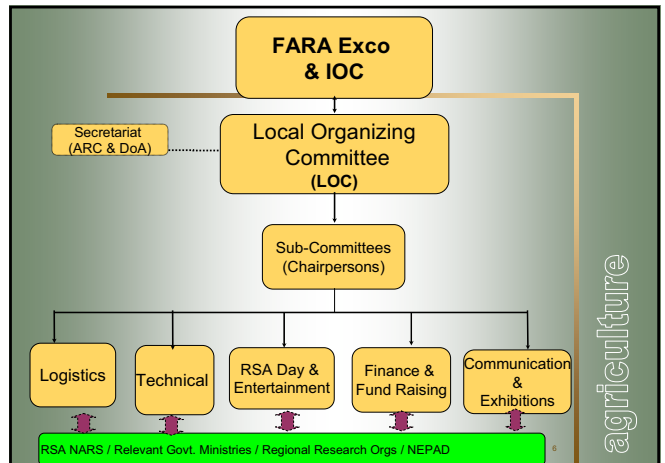 FARA Exco
& IOC
Secretariat
(ARC & DoA)
Local Organizing
Committee
(LOC)
Sub-Committees
(Chairpersons)
Logistics
Technical
RSA Day &
Entertainment
Finance &
Fund Raising
Communication
&
Exhibitions
RSA NARS / Relevant Govt. Ministries / Regional Research Orgs / NEPAD
6
agriculture